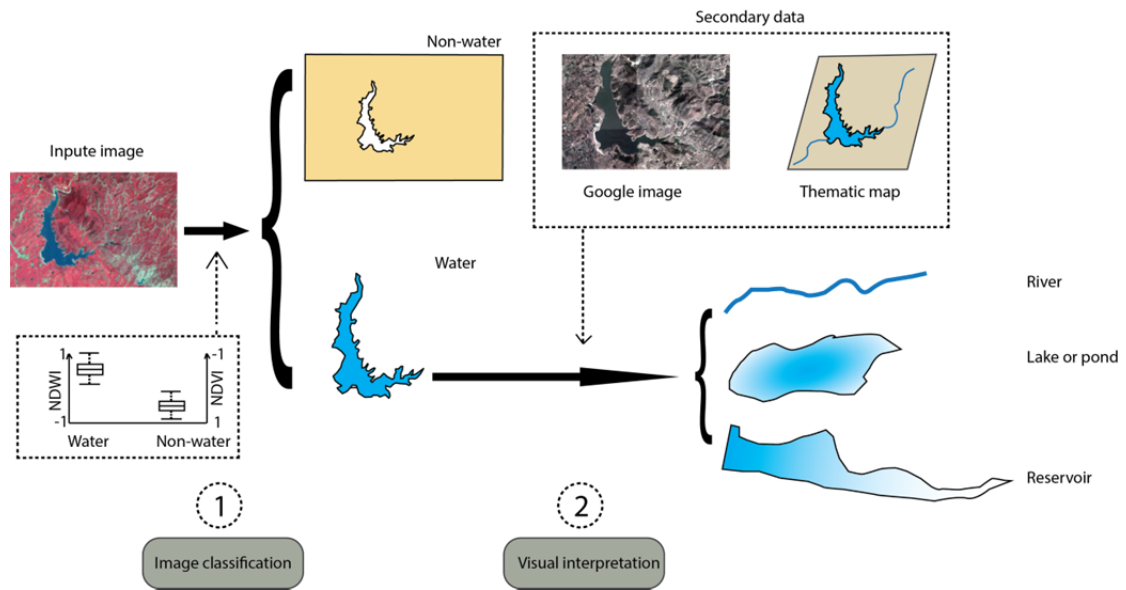 Secondary data
Non-water
Inpute image
Google image
Thematic map
Water
River
Lake or pond
Reservoir
1
-1
NDWI
-1
1
NDVI
Water
Non-water
1
2
Image classification
Visual interpretation